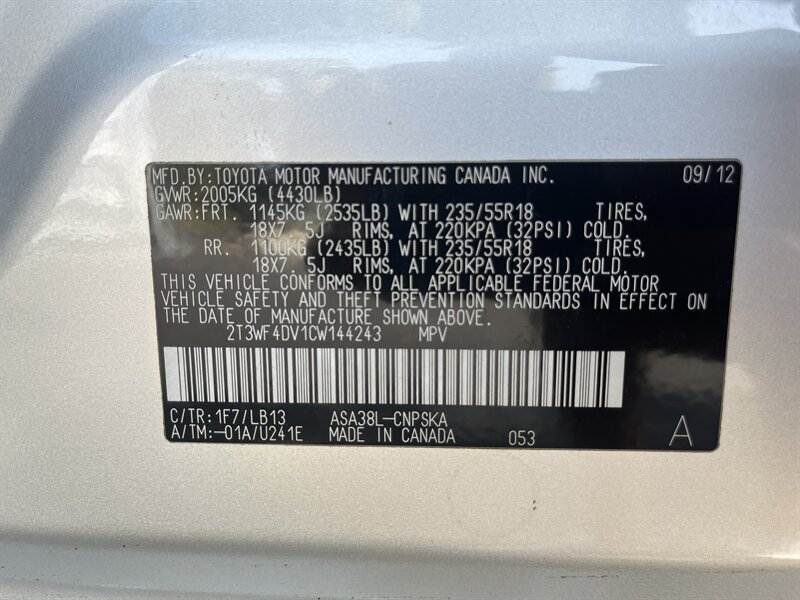 MFD.BY:TOYOTA MOTOR MANUFACTURING CANADA INC. 09/12
GVWR:2005KG (4430LB)
GAWR:FRT. 1145KG (2535LB) WITH 235/55R18 TIRES,
18X7.5J RIMS, AT 220KPA (32PSI) COLD.
RR. 1100KG (2435LB) WITH 235/55R18 TIRES,
18X7.5J RIMS, AT 220KPA (32PSI) COLD.
THIS VEHICLE CONFORMS TO ALL APPLICABLE FEDERAL MOTOR
VEHICLE SAFETY AND THEFT PREVENTION STANDARDS IN EFFECT ON
THE DATE OF MANUFACTURE SHOWN ABOVE.
2T3WF4DV1CW144243 MPV
C/TR:1F7/LB13 ASA38L-CNPSKA
A/TM:-01A/U241E MADE IN CANADA 053 A